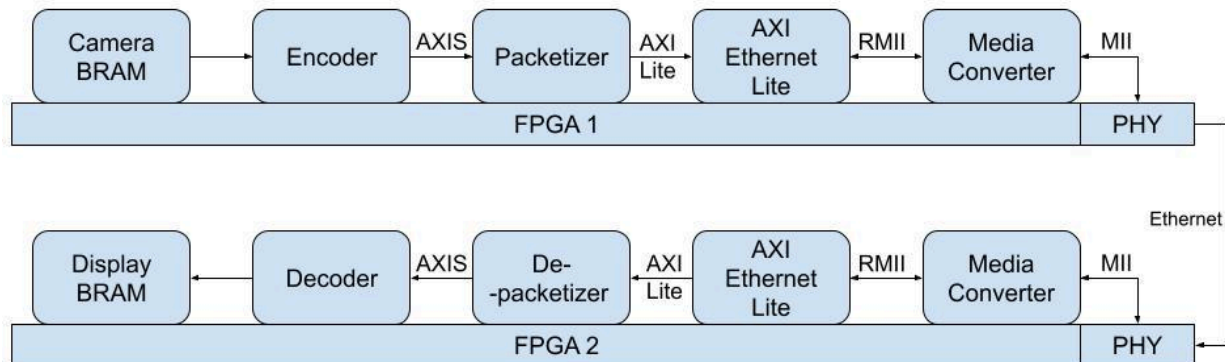 Camera
BRAM
Encoder
AXIS
Packetizer
AXI
Lite
AXI
Ethernet
Lite
RMII
Media
Converter
MII
FPGA 1
PHY
Ethernet
Display
BRAM
Decoder
AXIS
De-
-packetizer
AXI
Lite
AXI
Ethernet
Lite
RMII
Media
Converter
MII
FPGA 2
PHY